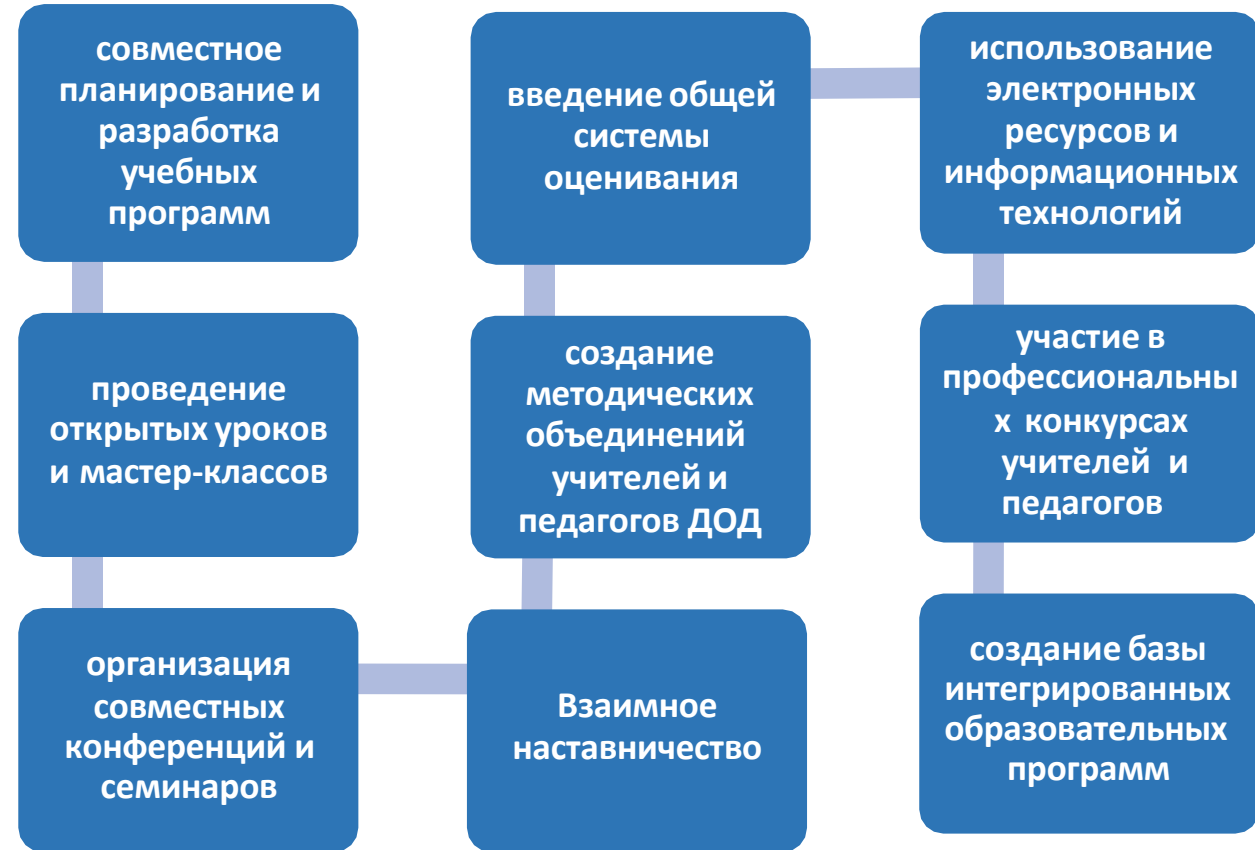 совместное
планирование и
разработка
учебных
программ
проведение
открытых уроков
и мастер-классов
организация
совместных
конференций и
семинаров
Взаимное
наставничество
создание
методических
объединений
учителей и
педагогов ДОД
введение общей
системы
оценивания
использование
электронных
ресурсов и
информационных
технологий
участие в
профессиональны
х конкурсах
учителей и
педагогов
создание базы
интегрированных
образовательных
программ